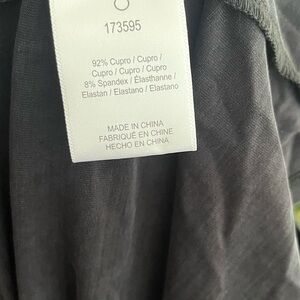 173595
92% Cupro / Cupro /
Cupro / Cupro / Cupro
8% Spandex / Élasthanne /
Elastan / Elastano / Elastano
MADE IN CHINA
FABRIQUÉ EN CHINE
HECHO EN CHINA